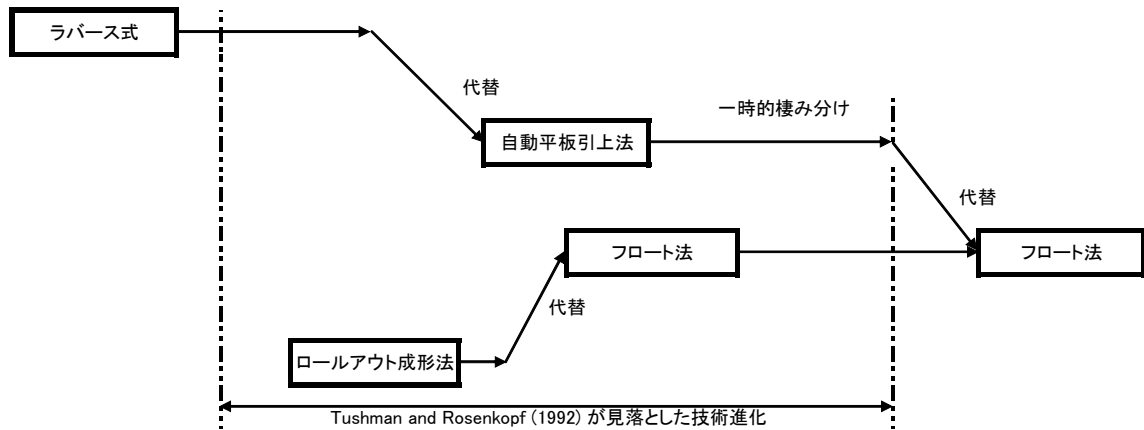 ラバース式
代替
一時的棲み分け
自動平板引上法
代替
フロート法
フロート法
代替
ロールアウト成形法
Tushman and Rosenkopf (1992) が見落とした技術進化